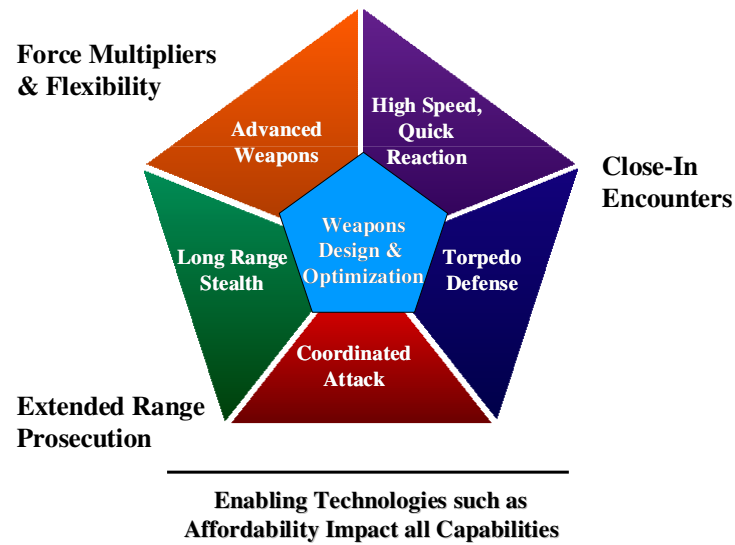 Force Multipliers
& Flexibility
High Speed,
Quick
Reaction
Advanced
Weapons
Close-In
Encounters
Weapons
Design &
Optimization
Long Range
Stealth
Torpedo
Defense
Coordinated
Attack
Extended Range
Prosecution
Enabling Technologies such as
Affordability Impact all Capabilities